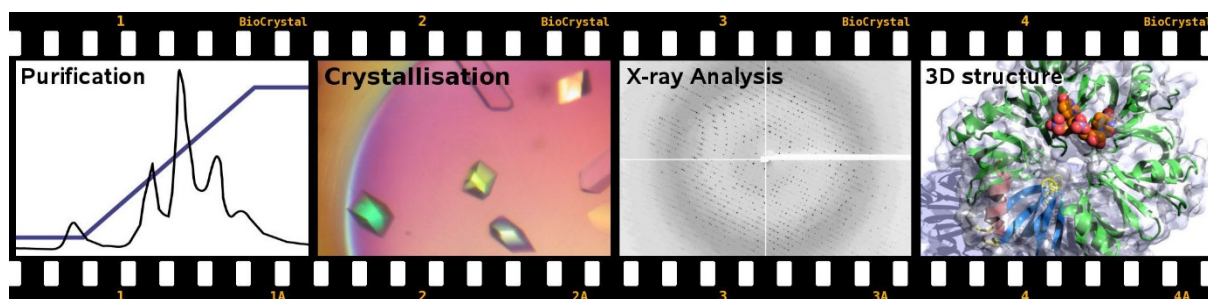 1 BioCrystal 2 BioCrystal 3 BioCrystal 4 BioCrystal
Purification
Crystallisation
X-ray Analysis
3D structure
1 1A 2 2A 3 3A 4 4A